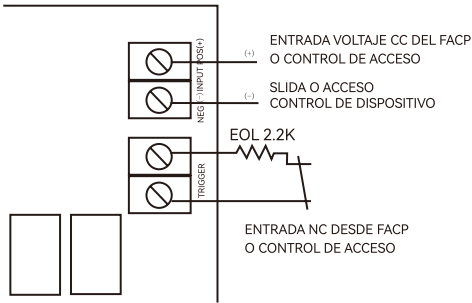 ENTRADA VOLTAJE CC DEL FACP
(+)
O CONTROL DE ACCESO
SLIDA O ACCESO
(−)
CONTROL DE DISPOSITIVO
NEG (−) INPUT POS(+)
EOL 2.2K
TRIGGER
ENTRADA NC DESDE FACP
O CONTROL DE ACCESO